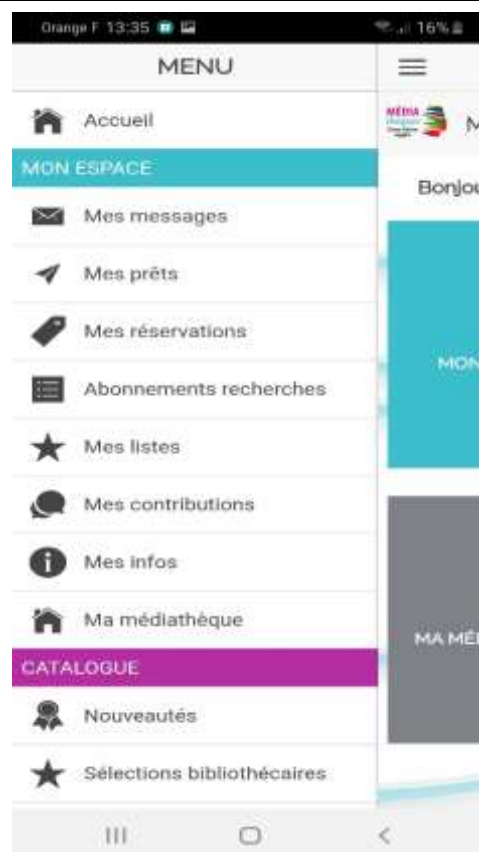 Orange F 13:35
16%
MENU
Accueil
MON ESPACE
Mes messages
Mes prêts
Mes réservations
Abonnements recherches
Mes listes
Mes contributions
Mes infos
Ma médiathèque
CATALOGUE
Nouveautés
Sélections bibliothécaires
MÉDIA
M
Bonjou
MON
MA MÉ